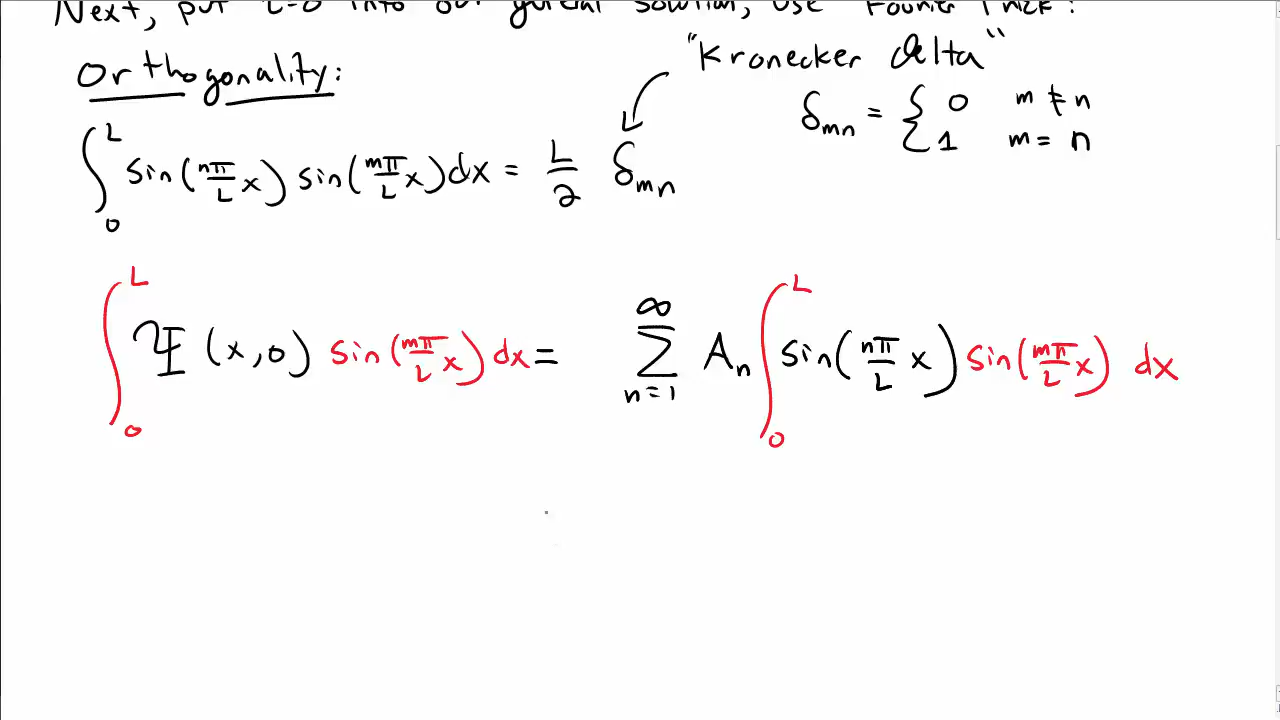 Next, put t=0 into our general solution, use Fourier Trick:
"Kronecker delta"
Orthogonality:
δmn = { 0 m ≠ n
1 m = n
∫₀ᴸ sin(nπ/L x) sin(mπ/L x) dx = L/2 δmn
∫₀ᴸ Ψ(x,0) sin(mπ/L x) dx = ∑_{n=1}^{∞} An ∫₀ᴸ sin(nπ/L x) sin(mπ/L x) dx